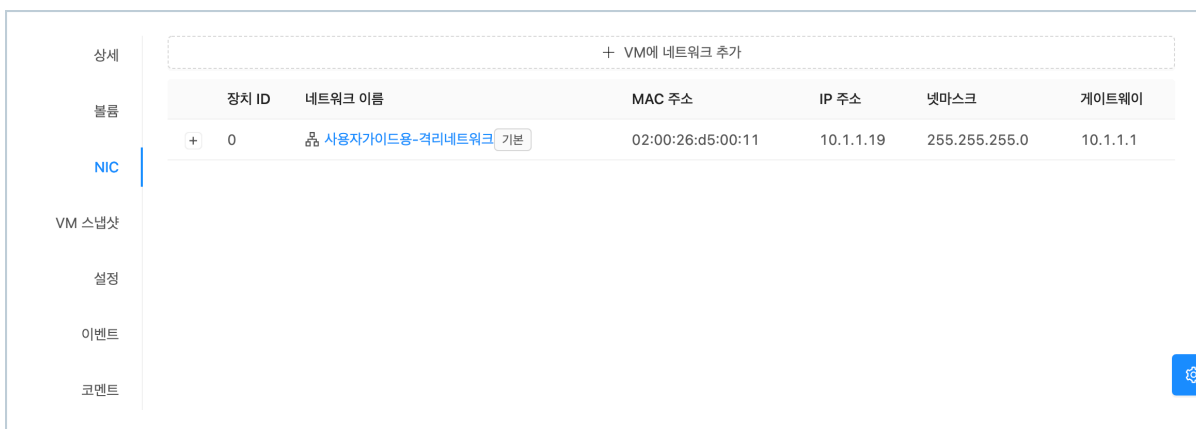 상세
볼륨
NIC
VM 스냅샷
설정
이벤트
코멘트
+ VM에 네트워크 추가
장치 ID 네트워크 이름 MAC 주소 IP 주소 넷마스크 게이트웨이
+ 0 사용자가이드용-격리네트워크 기본 02:00:26:d5:00:11 10.1.1.19 255.255.255.0 10.1.1.1